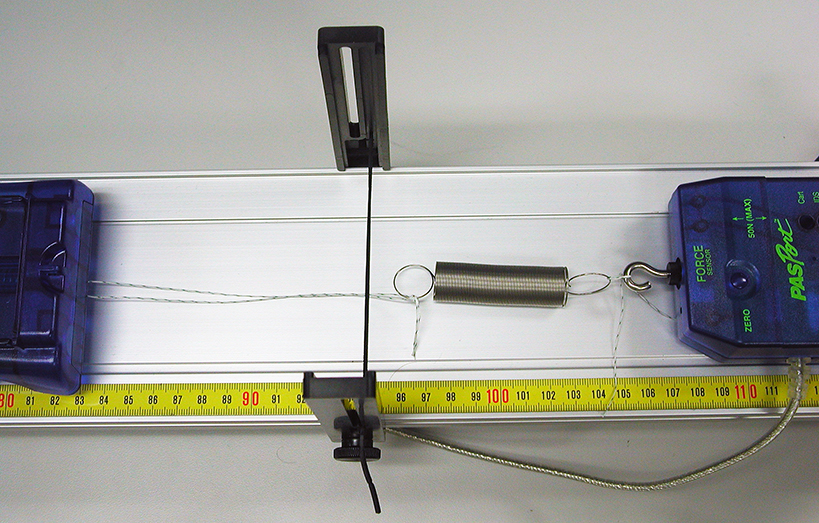 FORCE
SENSOR
50N (MAX)
ZERO
PASPORT
Cart
80 81 82 83 84 85 86 87 88 89 90 91 92 96 97 98 99 100 101 102 103 104 105 106 107 108 109 110 111